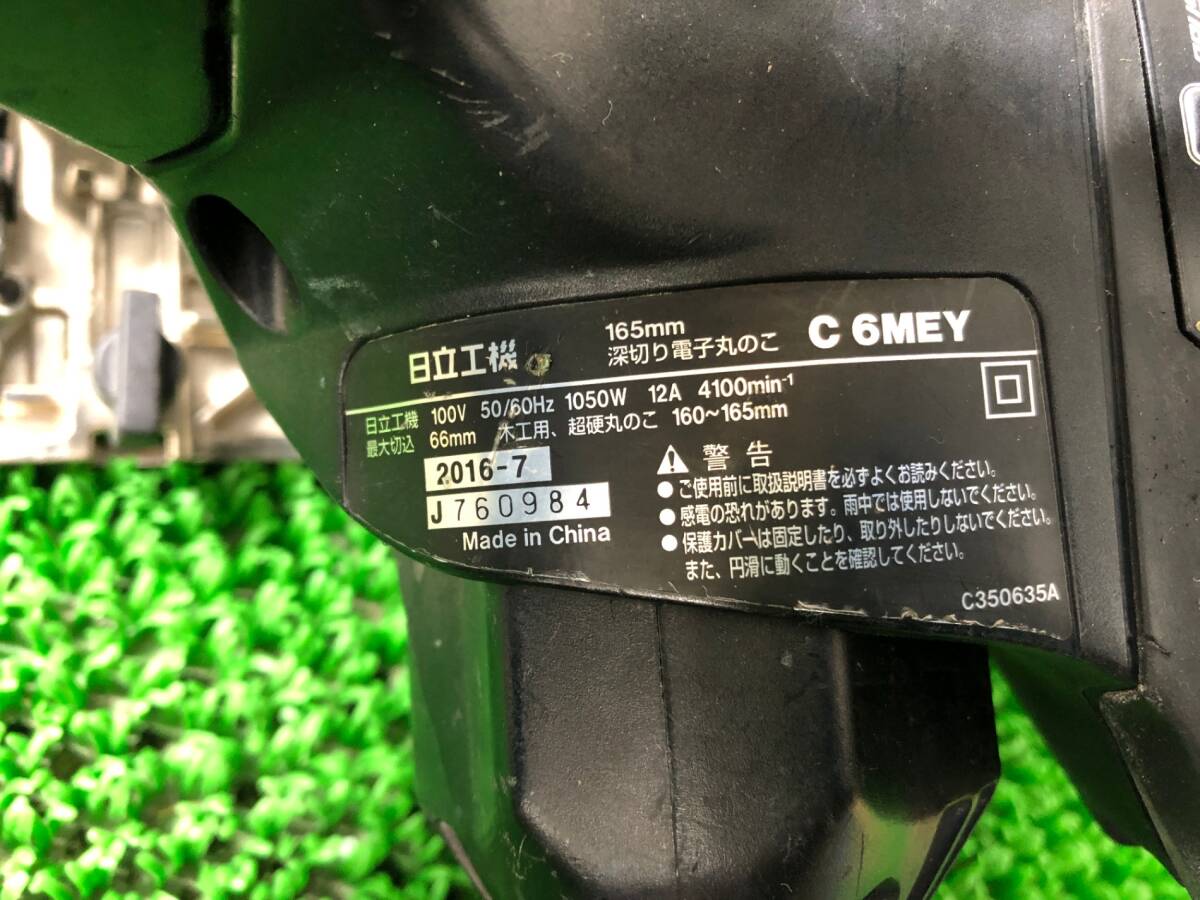 日立工機 165mm 深切り電子丸のこ C 6MEY
日立工機 100V 50/60Hz 1050W 12A 4100min-1
最大切込 66mm 木工用、超硬丸のこ 160~165mm
2016-7
J760984
Made in China
警告
●ご使用前に取扱説明書を必ずよくお読みください。
●感電の恐れがあります。雨中では使用しないでください。
●保護カバーは固定したり、取り外したりしないでください。
また、円滑に動くことを確認してください。
C350635A